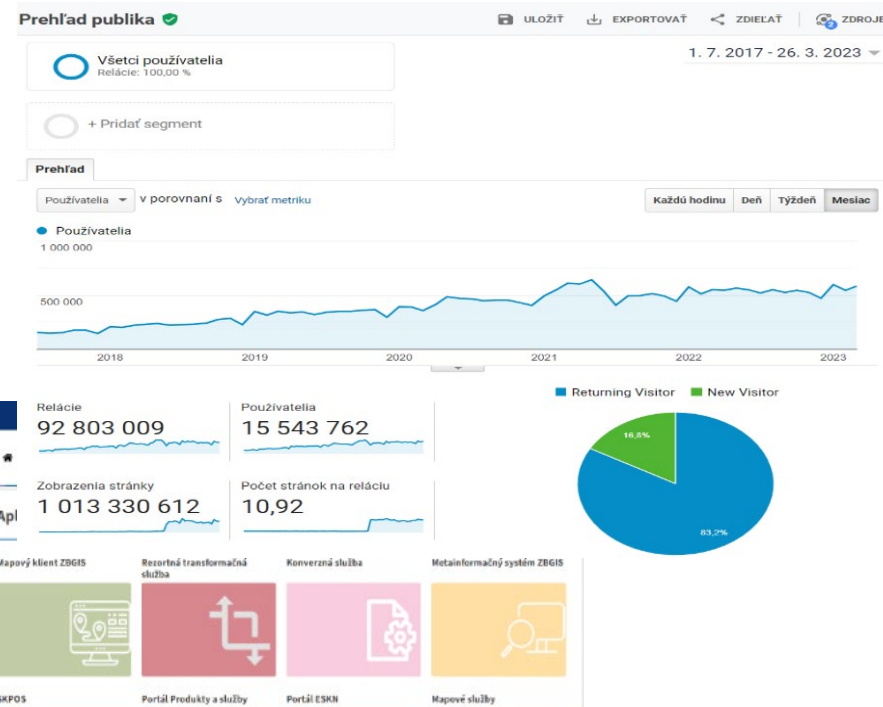 Prehľad publika
ULOŽIŤ EXPORTOVAŤ ZDIEĽAŤ ZDROJE
2
Všetci používatelia
Relácie: 100,00 %
1. 7. 2017 - 26. 3. 2023
+ Pridať segment
Prehľad
Používatelia v porovnaní s Vybrať metriku
Každú hodinu Deň Týždeň Mesiac
Používatelia
1 000 000
500 000
2018 2019 2020 2021 2022 2023
Returning Visitor New Visitor
Relácie Používatelia
92 803 009 15 543 762
16,8%
Zobrazenia stránky Počet stránok na reláciu
1 013 330 612 10,92
83,2%
Apl
Mapový klient ZBGIS Rezortná transformačná služba Konverzná služba Metainformačný systém ZBGIS
SKPOS Portál Produkty a služby Portál ESKN Mapové služby